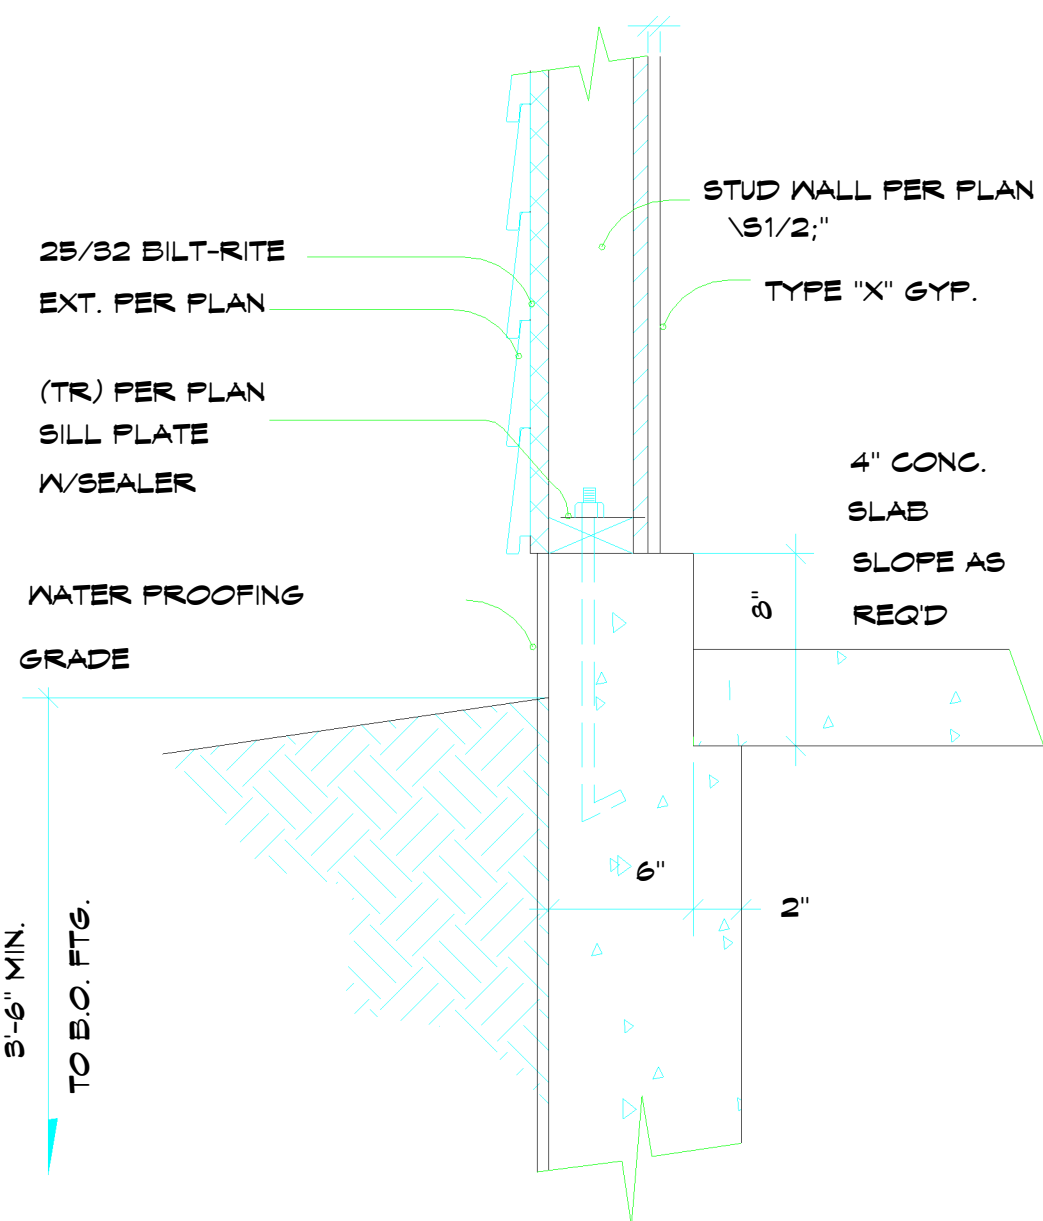 STUD WALL PER PLAN
\S1/2;"
25/32 BILT-RITE
TYPE "X" GYP.
EXT. PER PLAN
(TR) PER PLAN
SILL PLATE
W/SEALER
4" CONC.
SLAB
SLOPE AS
REQ'D
8"
WATER PROOFING
GRADE
6"
2"
3'-6" MIN.
TO B.O. FTG.